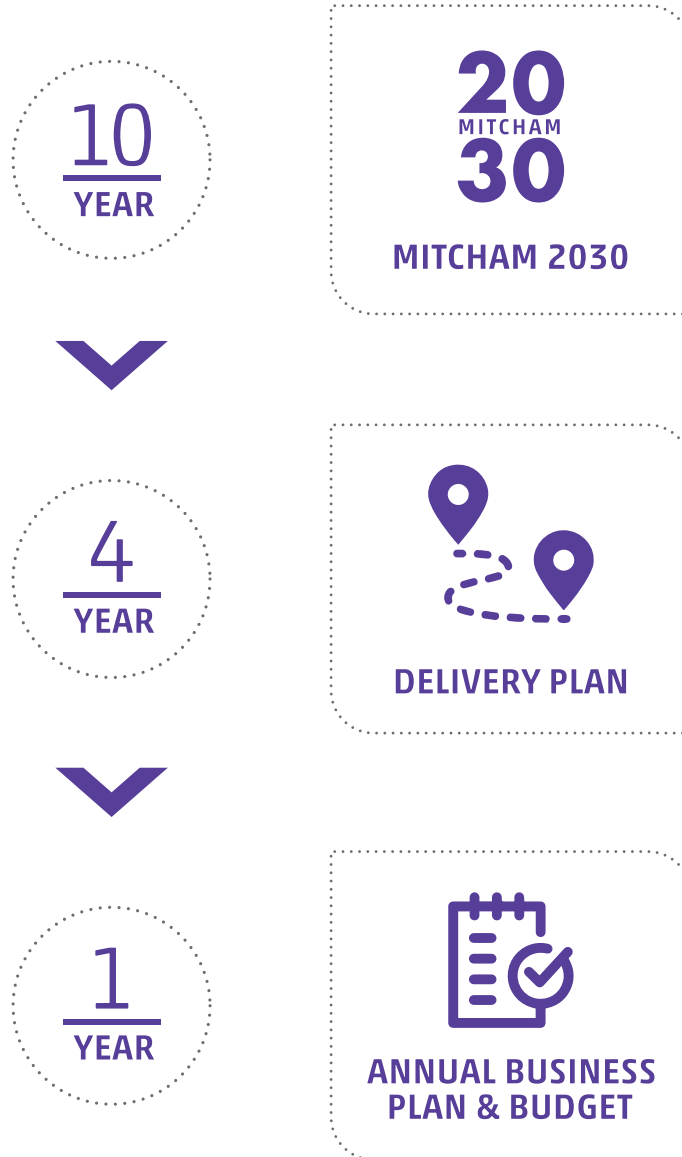 10
YEAR
20
MITCHAM
30
MITCHAM 2030
4
YEAR
DELIVERY PLAN
1
YEAR
ANNUAL BUSINESS
PLAN & BUDGET